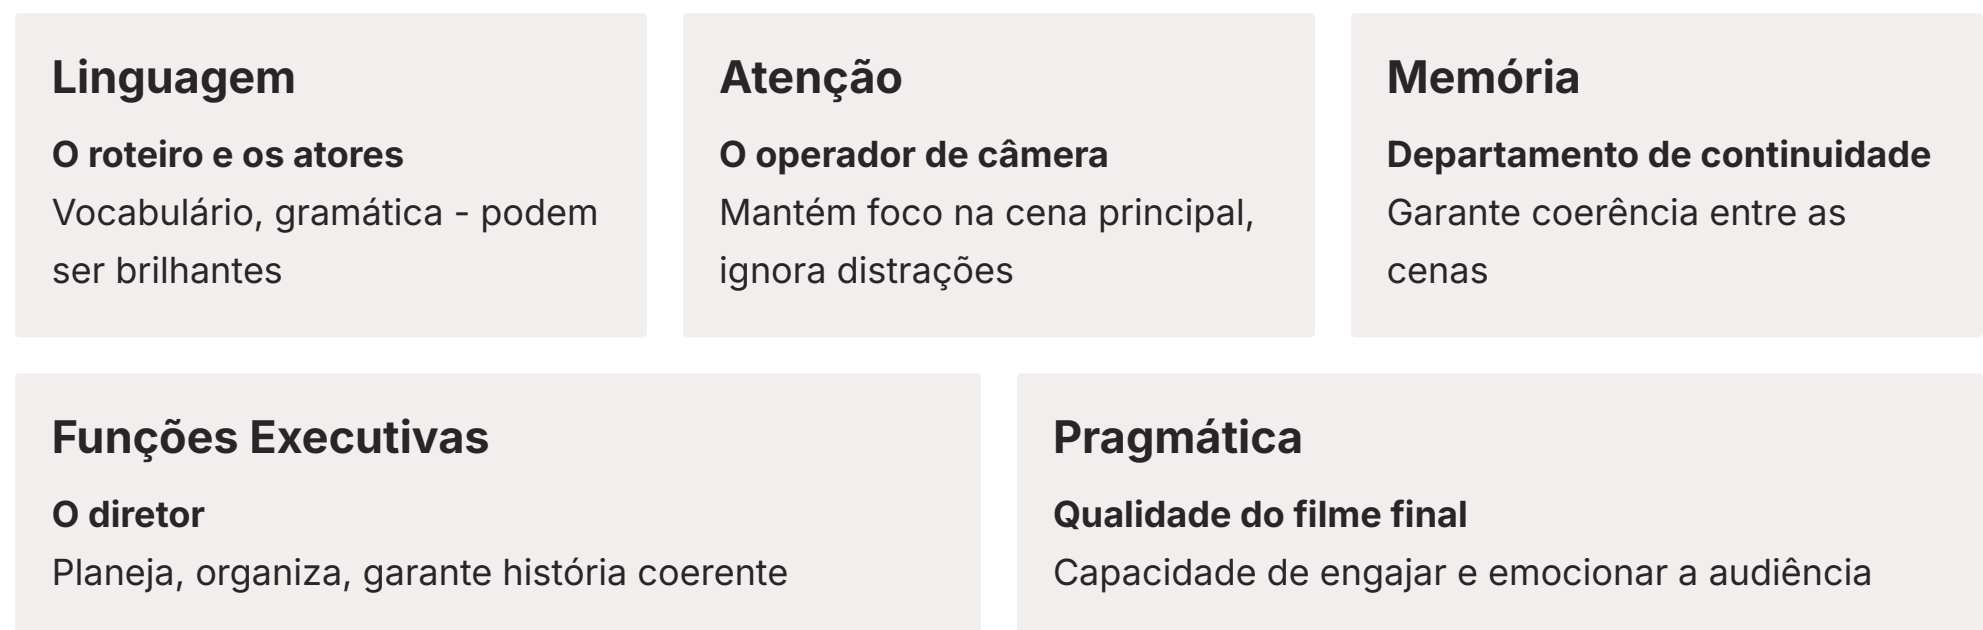 Linguagem
O roteiro e os atores
Vocabulário, gramática - podem
ser brilhantes
Atenção
O operador de câmera
Mantém foco na cena principal,
ignora distrações
Memória
Departamento de continuidade
Garante coerência entre as
cenas
Funções Executivas
O diretor
Planeja, organiza, garante história coerente
Pragmática
Qualidade do filme final
Capacidade de engajar e emocionar a audiência